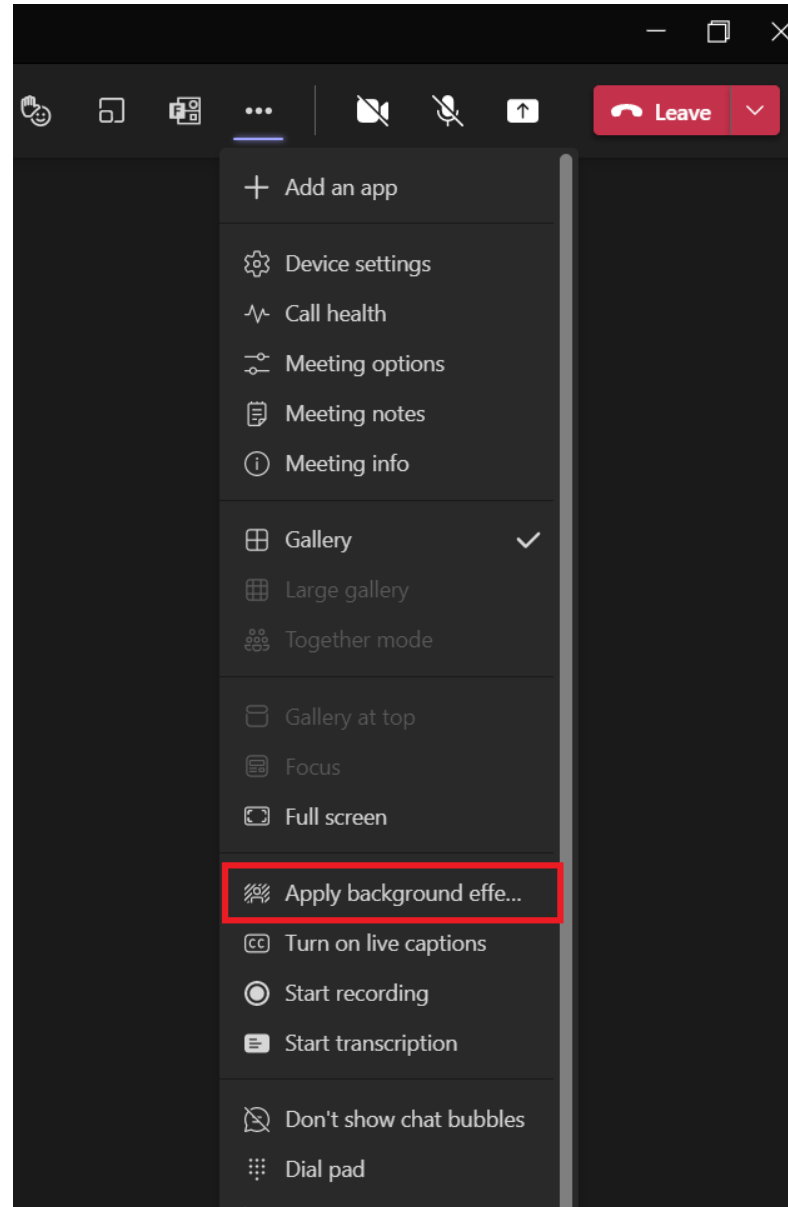 Leave
Add an app
Device settings
Call health
Meeting options
Meeting notes
Meeting info
Gallery
Large gallery
Together mode
Gallery at top
Focus
Full screen
Apply background effe...
CC Turn on live captions
Start recording
Start transcription
Don't show chat bubbles
Dial pad